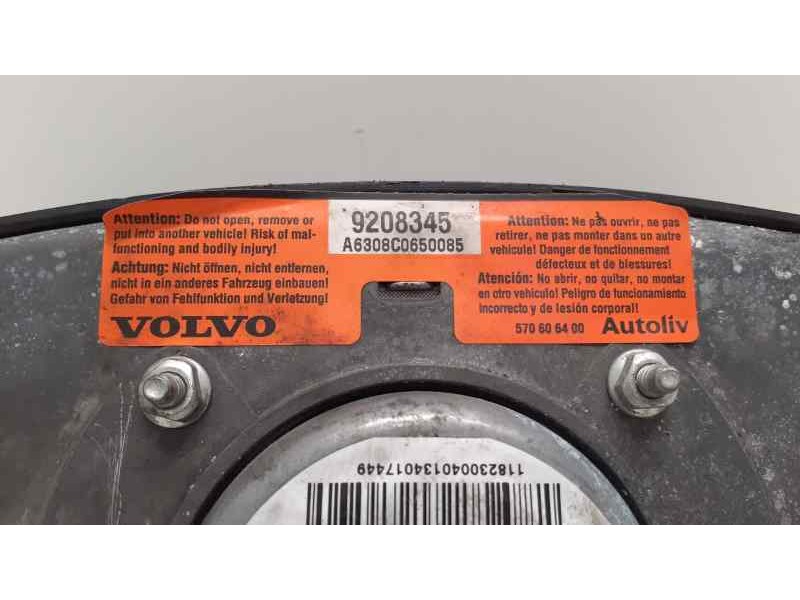 Attention: Do not open, remove or
put into another vehicle! Risk of mal-
functioning and bodily injury!
Achtung: Nicht öffnen, nicht entfernen,
nicht in ein anderes Fahrzeug einbauen!
Gefahr von Fehlfunktion und Verletzung!
VOLVO
9208345
A6308C0650085
Attention: Ne pas ouvrir, ne pas
retirer, ne pas monter dans un autre
véhicule! Danger de fonctionnement
défecteux et de blessures!
Atención: No abrir, no quitar, no montar
en otro vehiculo! Peligro de funcionamiento
incorrecto y de lesión corporal!
570 60 64 00 Autoliv
1182300040134017449